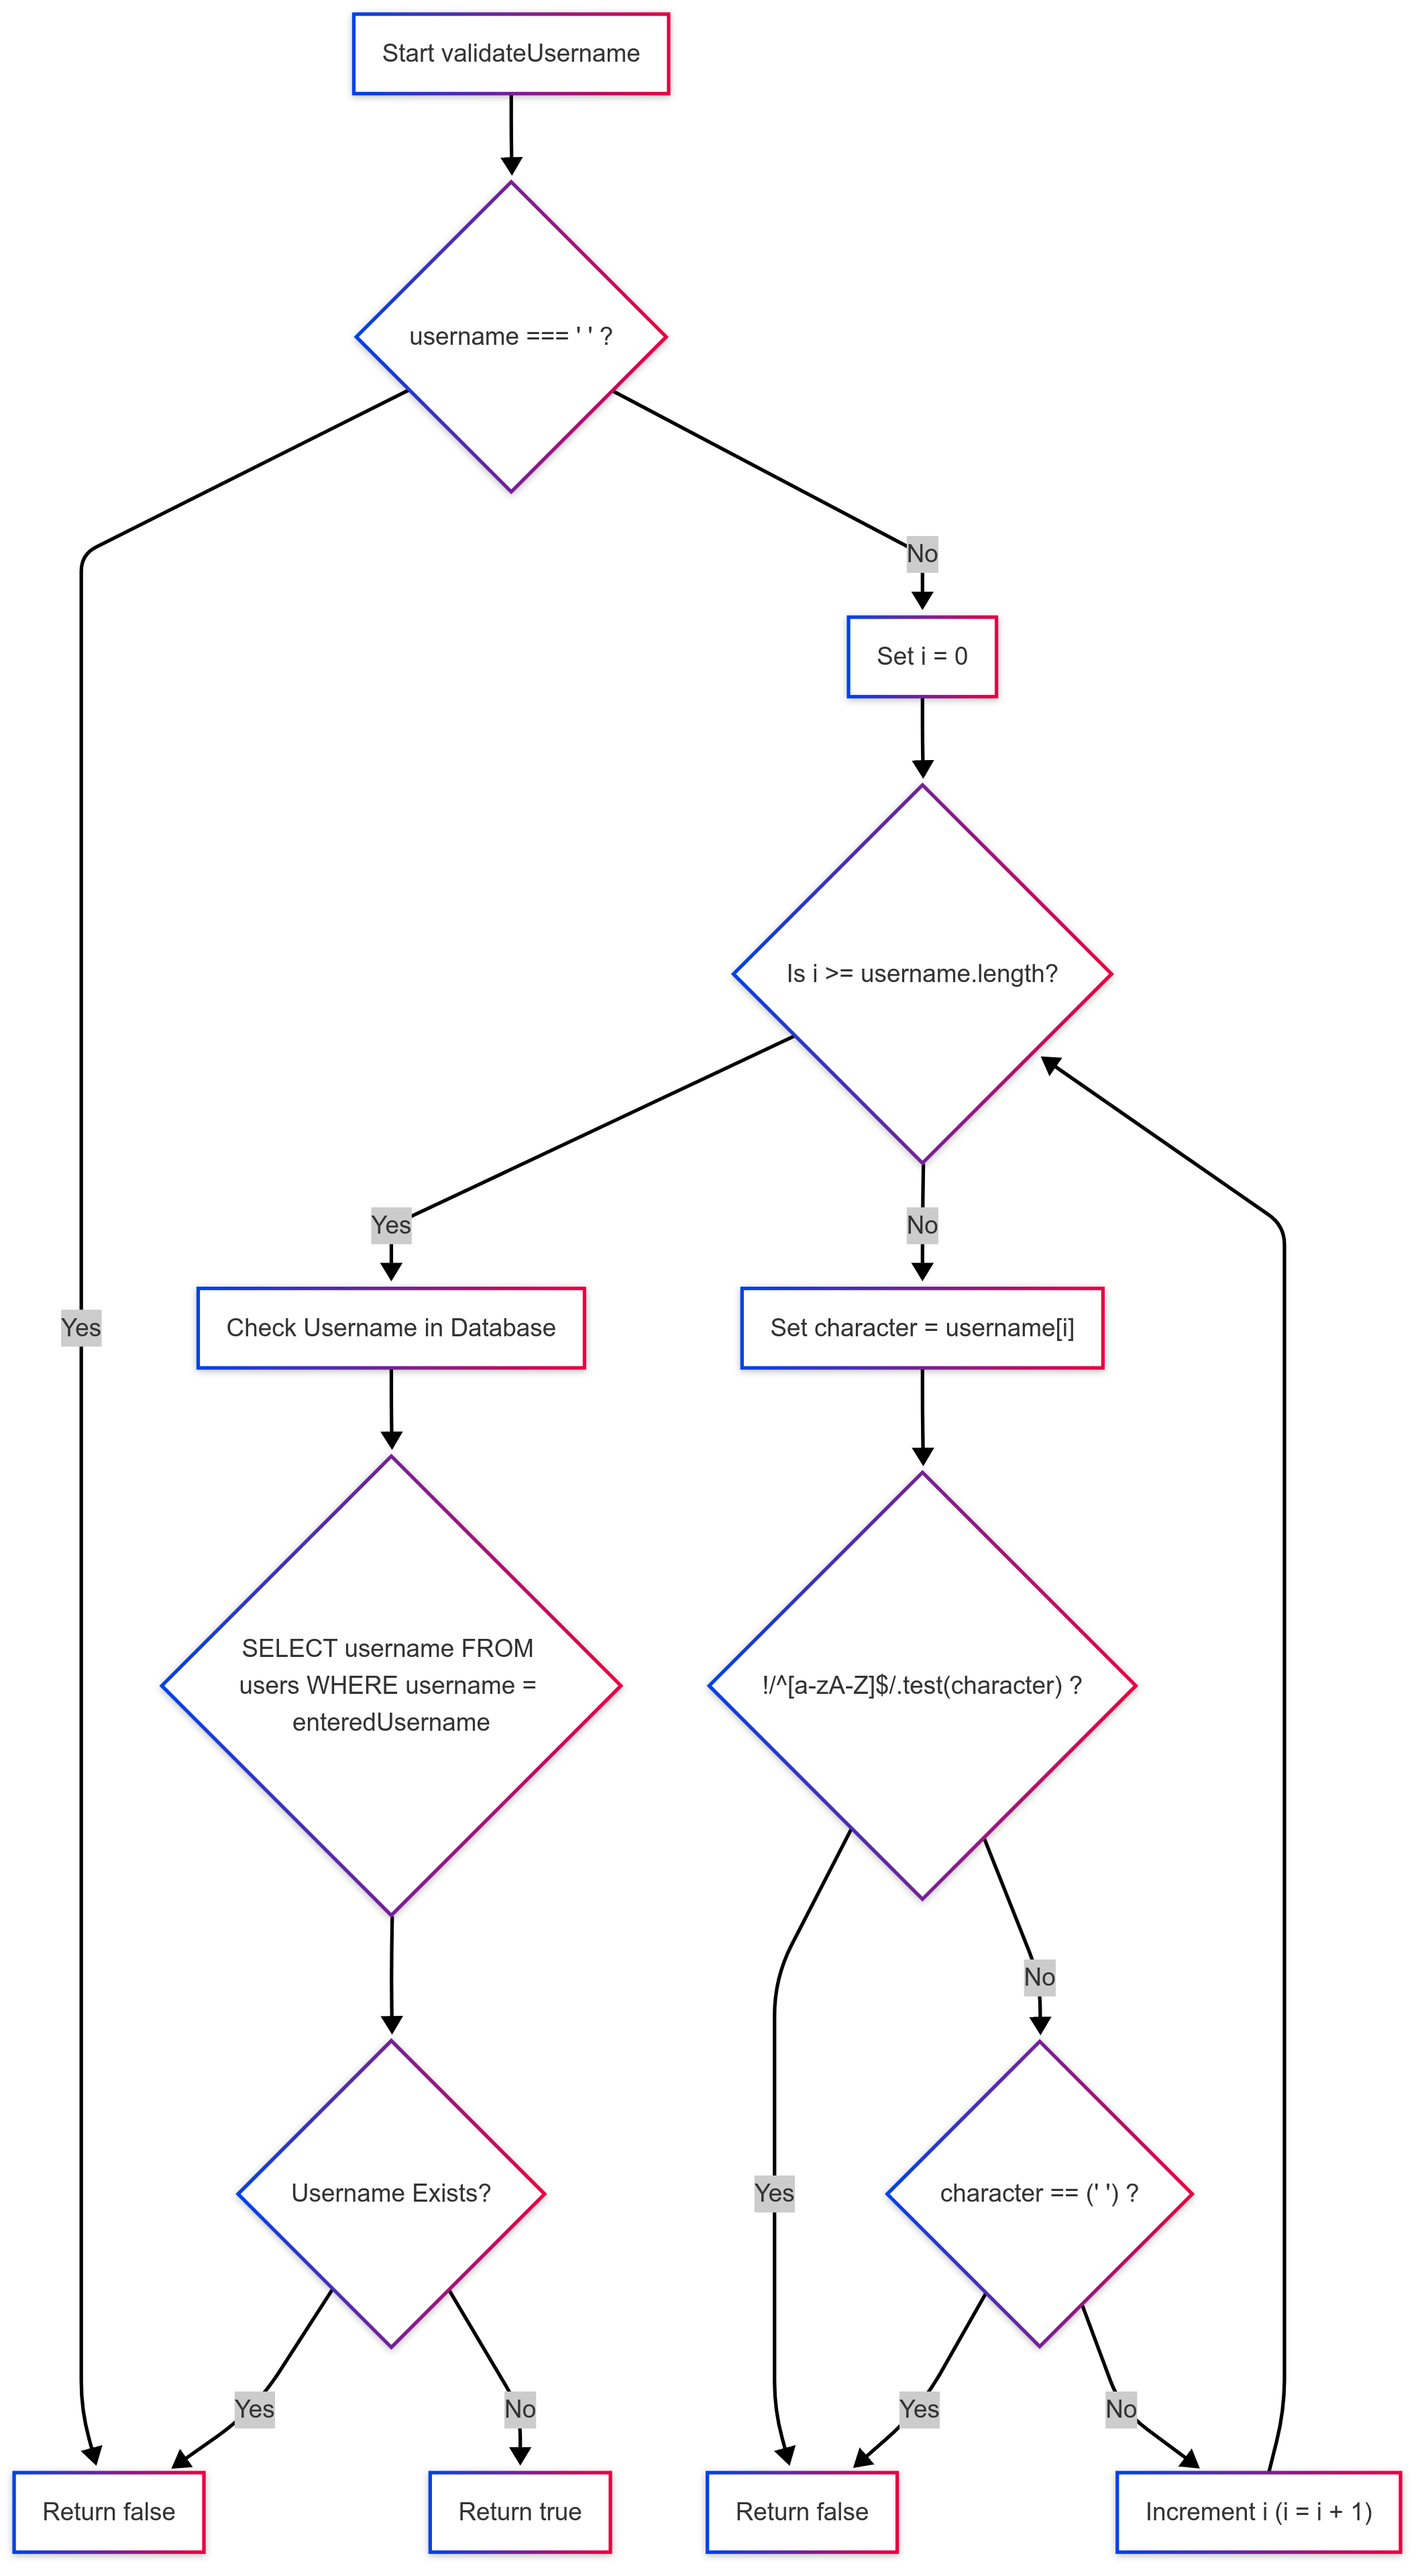 Start validateUsername
username === ' ' ?
No
Set i = 0
Is i >= username.length?
Yes
No
Yes
Check Username in Database
Set character = username[i]
SELECT username FROM
users WHERE username =
enteredUsername
!/^[a-zA-Z]$/.test(character) ?
No
Username Exists?
Yes
character == (' ') ?
Yes
No
Yes
No
Return false
Return true
Return false
Increment i (i = i + 1)